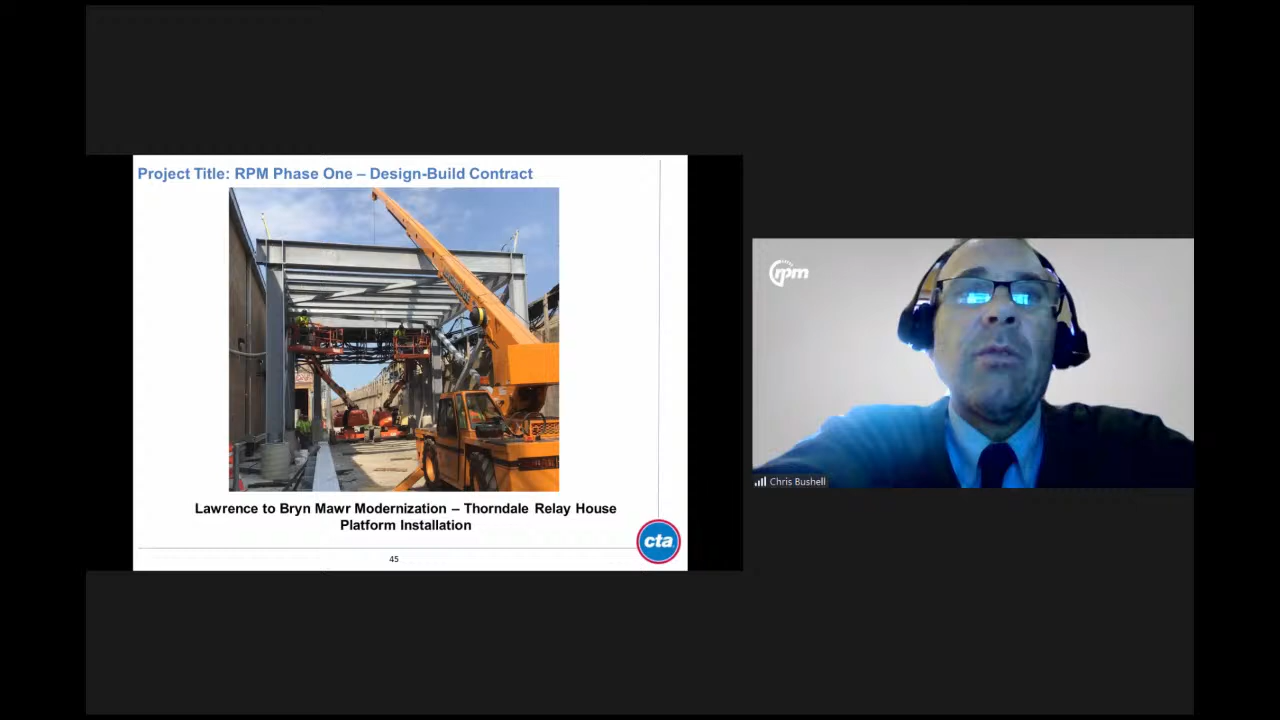 Project Title: RPM Phase One – Design-Build Contract
rpm
Lawrence to Bryn Mawr Modernization – Thorndale Relay House
Platform Installation
cta
45
Chris Bushell